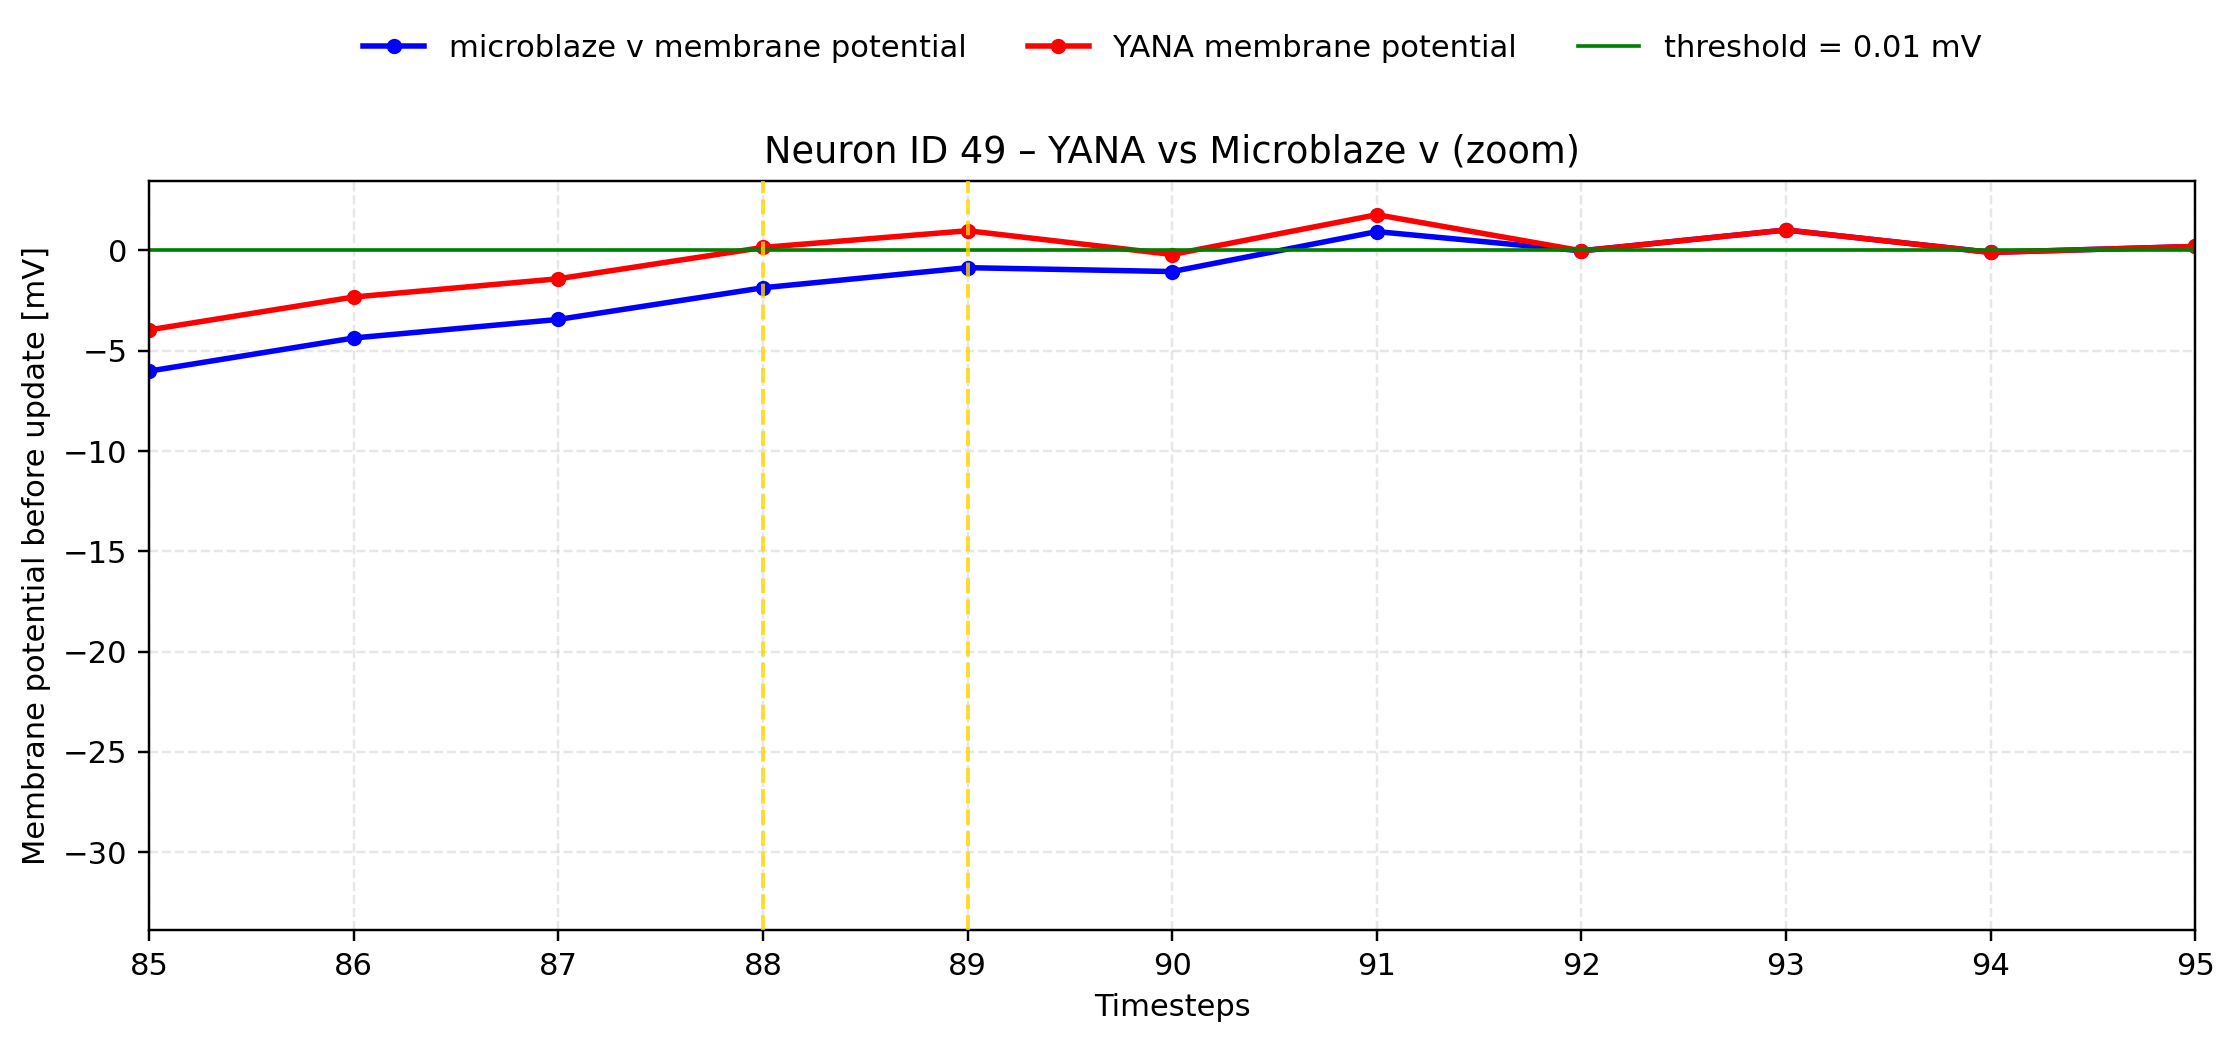 microblaze v membrane potential
YANA membrane potential
threshold = 0.01 mV
Neuron ID 49 – YANA vs Microblaze v (zoom)
Membrane potential before update [mV]
0
−5
−10
−15
−20
−25
−30
85 86 87 88 89 90 91 92 93 94 95
Timesteps